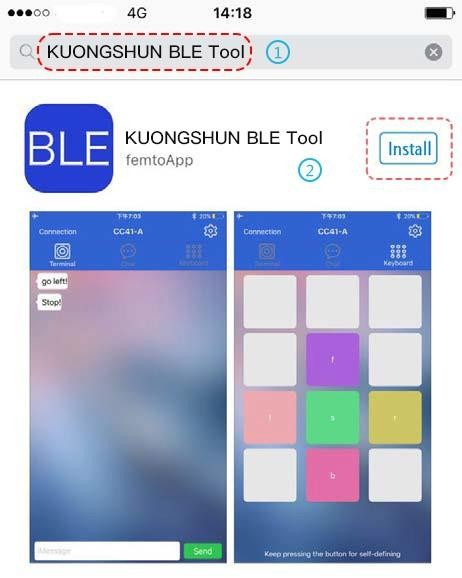 4G 14:18
KUONGSHUN BLE Tool 1
BLE
KUONGSHUN BLE Tool
femtoApp
2
Install
下午7:03 20%
Connection CC41-A
Terminal Chat Keyboard
go left!
Stop!
iMessage Send
下午7:03 20%
Connection CC41-A
Terminal Chat Keyboard
f
l s r
b
Keep pressing the button for self-defining